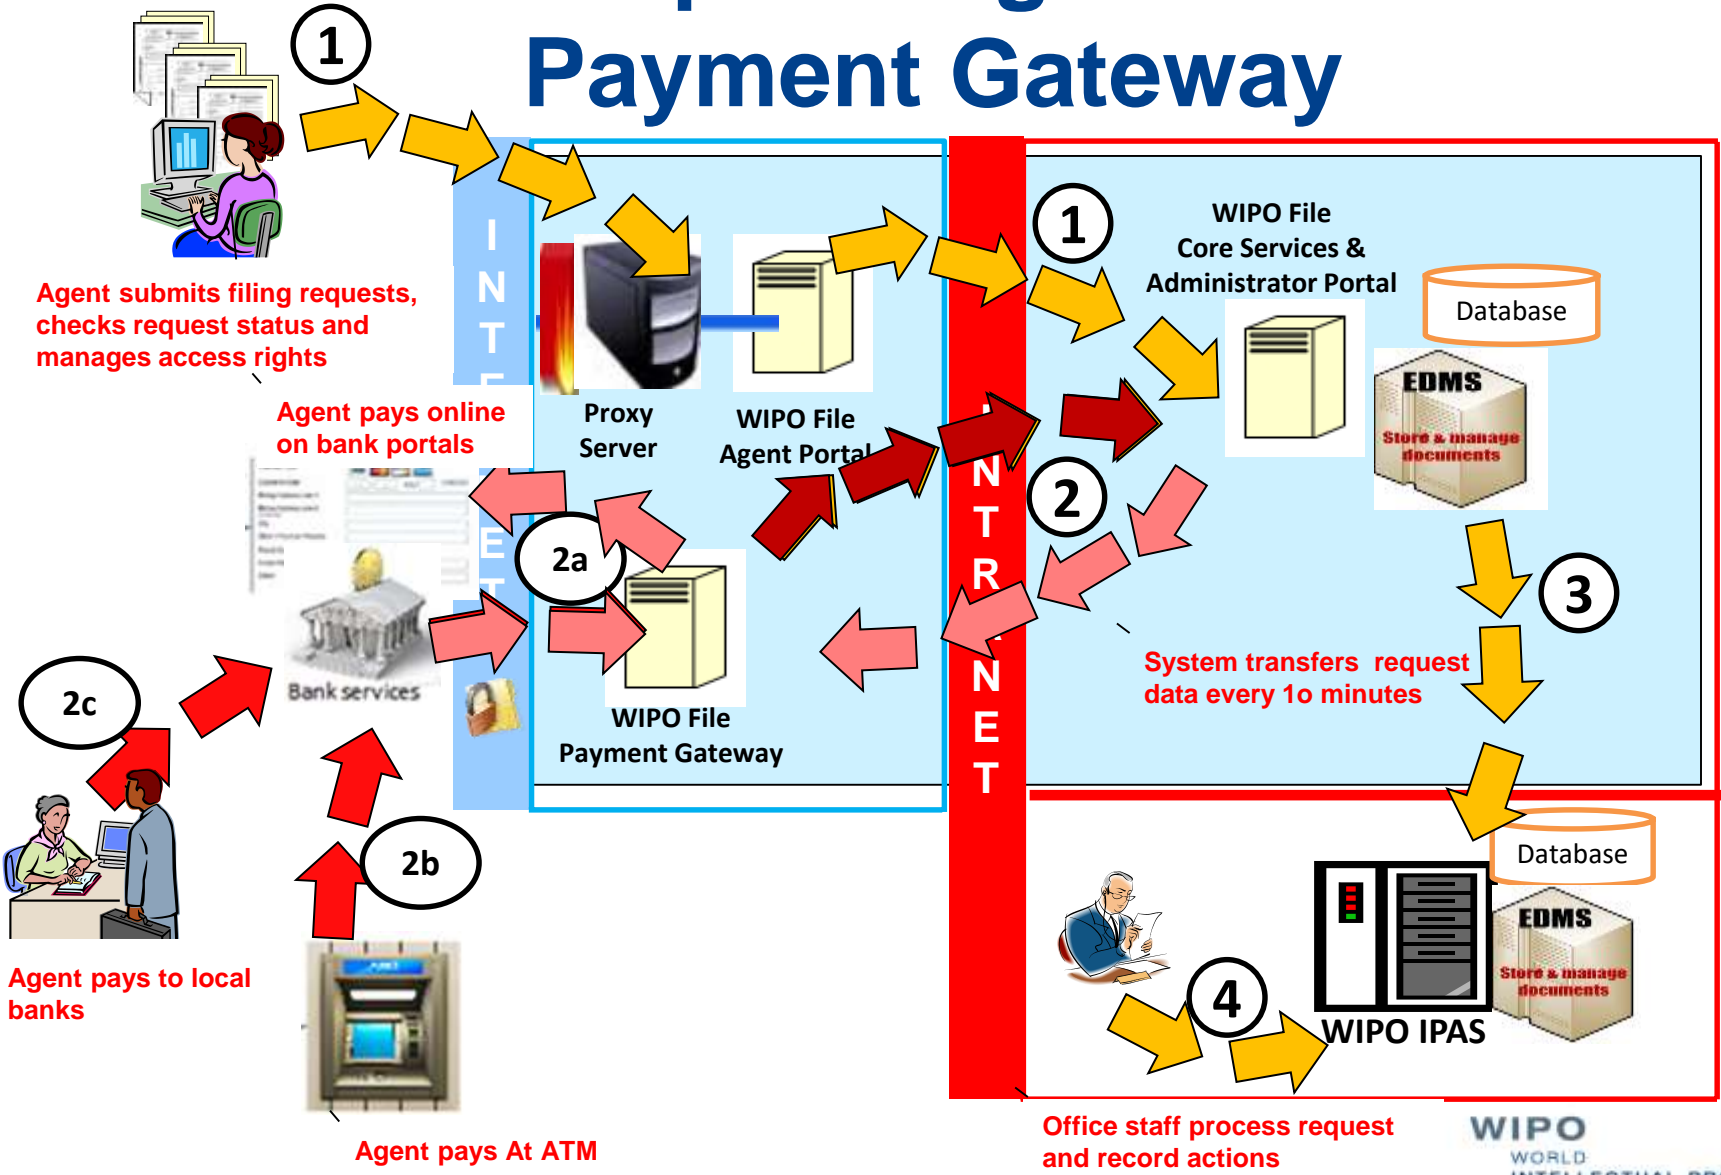 Payment Gateway
1
Agent submits filing requests,
checks request status and
manages access rights
Agent pays online
on bank portals
INTERNET
Proxy
Server
WIPO File
Agent Portal
1
WIPO File
Core Services &
Administrator Portal
Database
EDMS
Store & manage
documents
INTRANET
2
2a
Bank services
WIPO File
Payment Gateway
3
System transfers  request
data every 1o minutes
2c
2b
Agent pays to local
banks
Agent pays At ATM
Database
EDMS
Store & manage
documents
WIPO IPAS
4
Office staff process request
and record actions
WIPO
WORLD